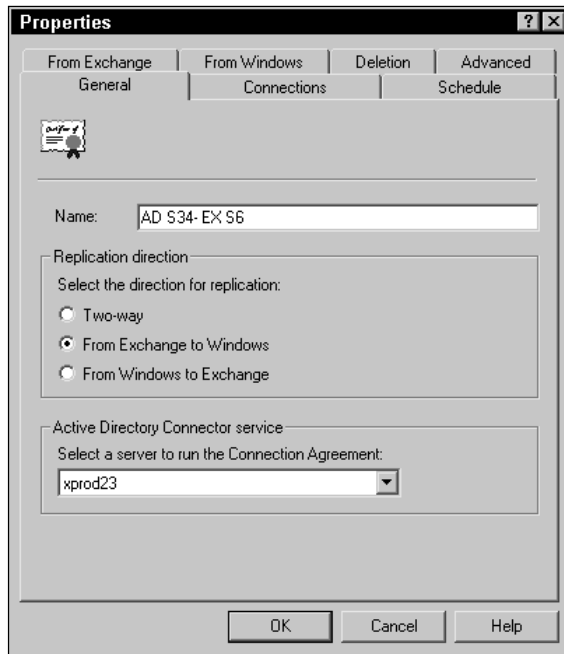 Properties
From Exchange From Windows Deletion Advanced
General Connections Schedule
Name: AD S34- EX S6
Replication direction
Select the direction for replication:
Two-way
From Exchange to Windows
From Windows to Exchange
Active Directory Connector service
Select a server to run the Connection Agreement:
xprod23
OK Cancel Help